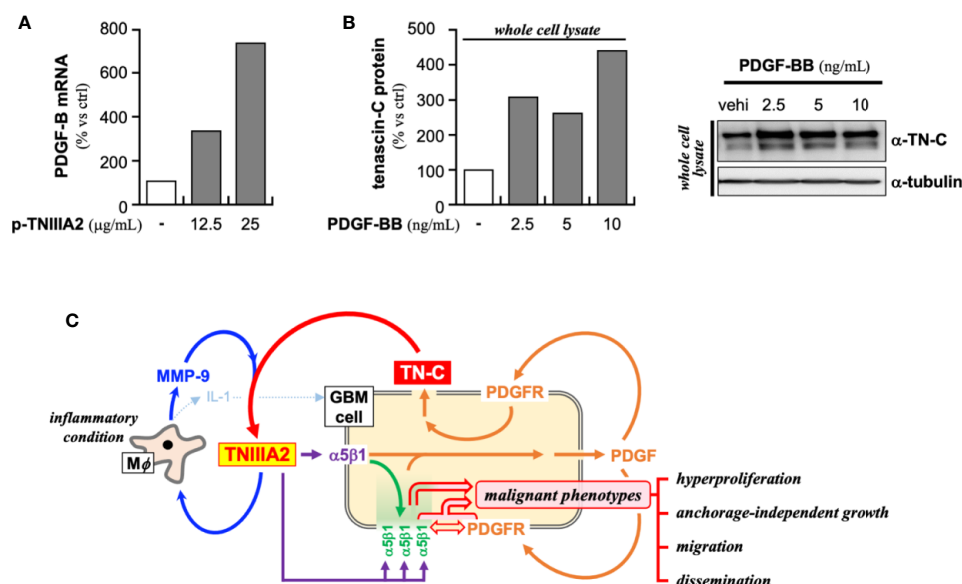 A
PDGF-B mRNA
(% vs ctrl)
800
600
400
200
0
p-TNIIIA2 (µg/mL) - 12.5 25
B
whole cell lysate
tenascin-C protein
(% vs ctrl)
500
400
300
200
100
0
PDGF-BB (ng/mL) - 2.5 5 10
PDGF-BB (ng/mL)
vehi 2.5 5 10
whole cell
lysate
α-TN-C
α-tubulin
C
MMP-9
IL-1
inflammatory
condition
Mϕ
TNIIIA2
TN-C
GBM
cell
PDGFR
α5β1
PDGF
malignant phenotypes
α5β1
α5β1
α5β1
PDGFR
hyperproliferation
anchorage-independent growth
migration
dissemination